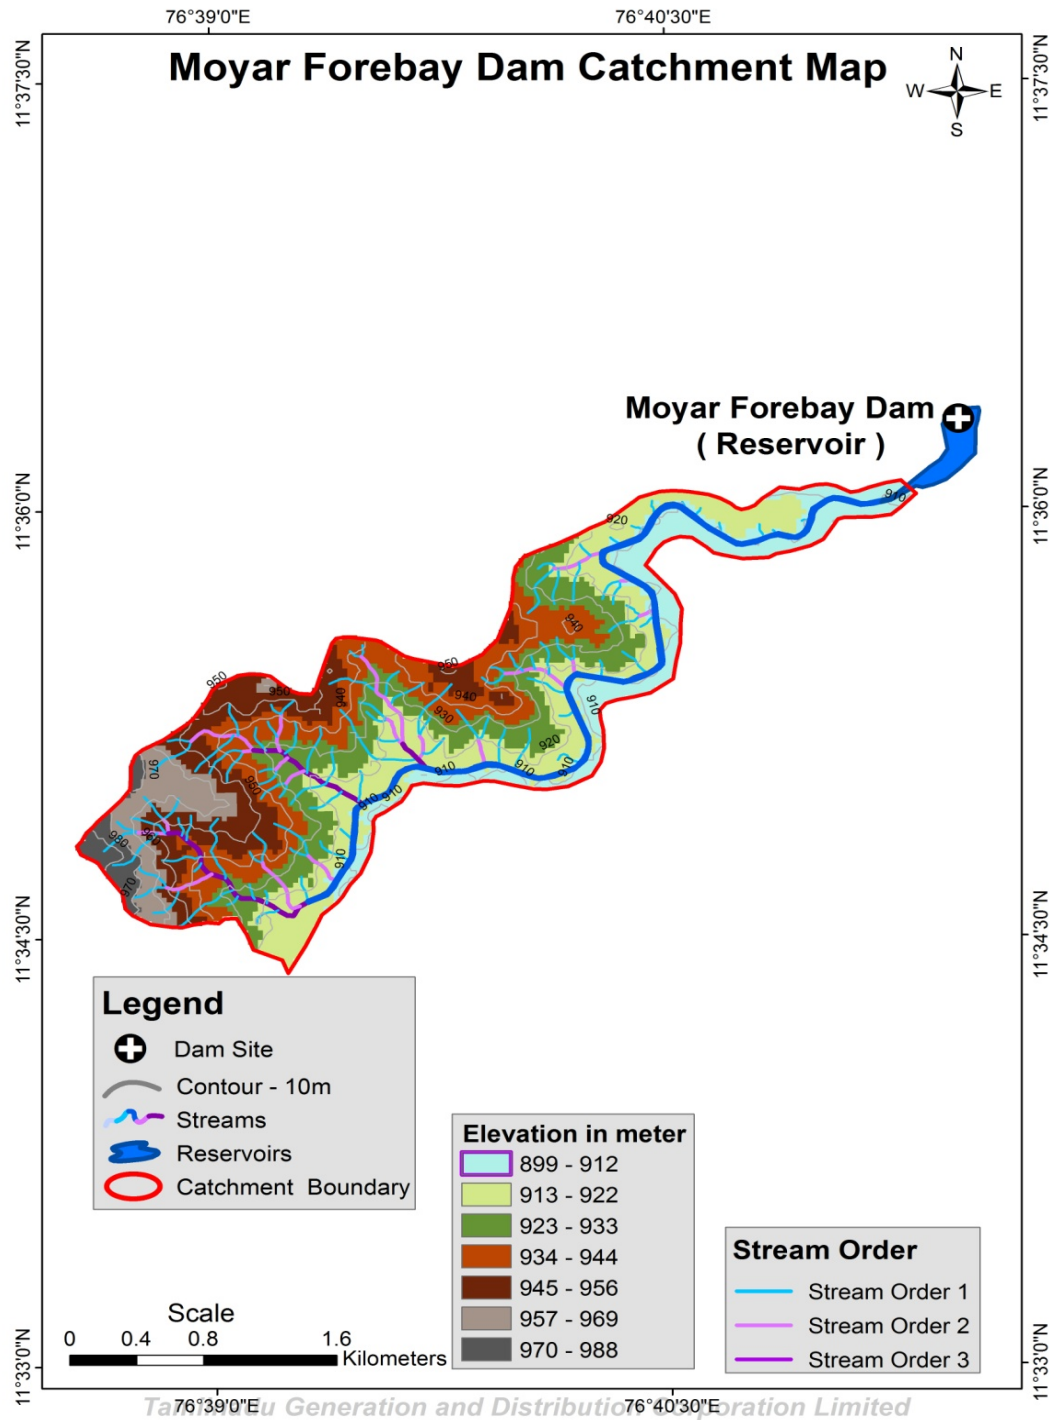 76°39'0"E
76°40'30"E
Moyar Forebay Dam Catchment Map
N
W
E
S
11°37'30"N
11°37'30"N
Moyar Forebay Dam
( Reservoir )
11°36'0"N
11°36'0"N
910
920
940
950
950
950
940
940
930
920
910
910
910
910
910
910
910
970
950
980
960
970
11°34'30"N
11°34'30"N
Legend
Dam Site
Contour - 10m
Streams
Reservoirs
Catchment Boundary
Elevation in meter
899 - 912
913 - 922
923 - 933
934 - 944
945 - 956
957 - 969
970 - 988
Stream Order
Stream Order 1
Stream Order 2
Stream Order 3
Scale
0 0.4 0.8 1.6
Kilometers
11°33'0"N
11°33'0"N
76°39'0"E
76°40'30"E
Tamilnadu Generation and Distribution Corporation Limited